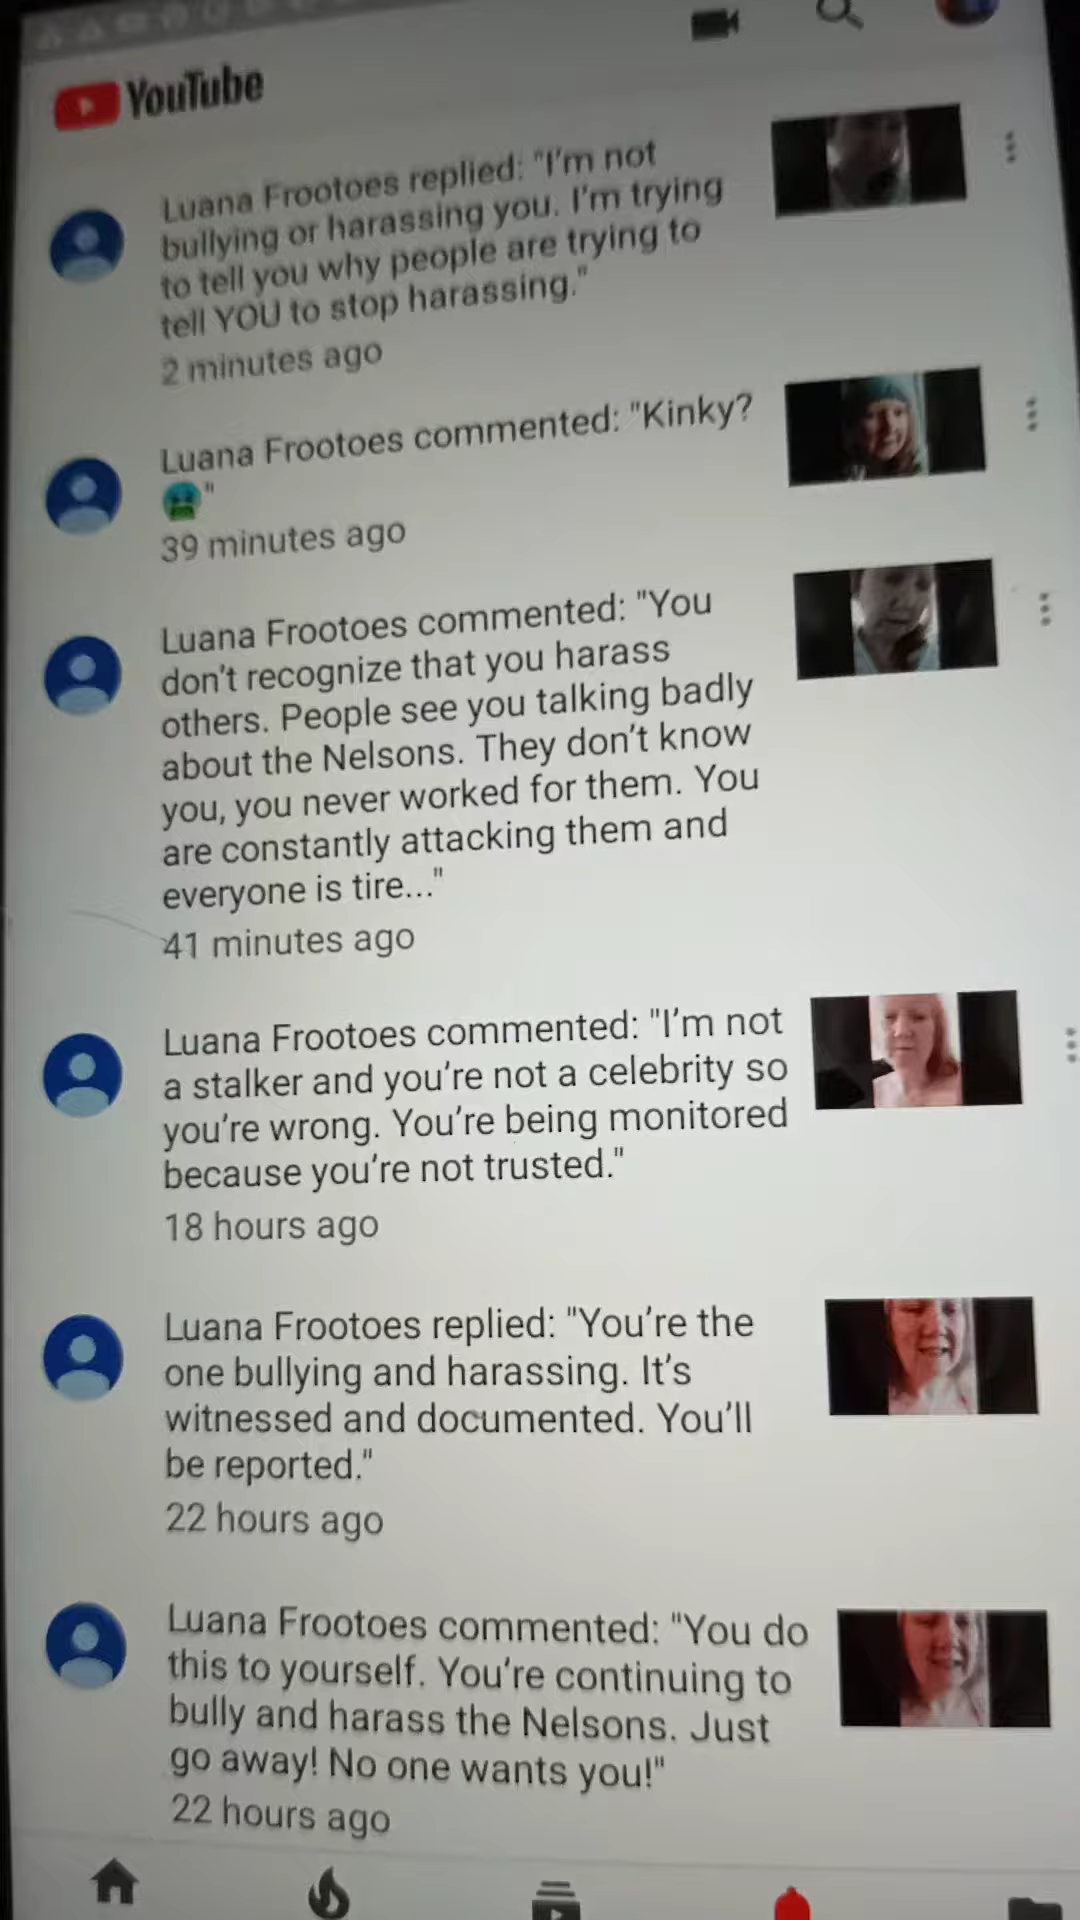 YouTube
Luana Frootoes replied: "I'm not
bullying or harassing you. I'm trying
to tell you why people are trying to
tell YOU to stop harassing."
2 minutes ago
Luana Frootoes commented: "Kinky?
🤮"
39 minutes ago
Luana Frootoes commented: "You
don't recognize that you harass
others. People see you talking badly
about the Nelsons. They don't know
you, you never worked for them. You
are constantly attacking them and
everyone is tire..."
41 minutes ago
Luana Frootoes commented: "I'm not
a stalker and you're not a celebrity so
you're wrong. You're being monitored
because you're not trusted."
18 hours ago
Luana Frootoes replied: "You're the
one bullying and harassing. It's
witnessed and documented. You'll
be reported."
22 hours ago
Luana Frootoes commented: "You do
this to yourself. You're continuing to
bully and harass the Nelsons. Just
go away! No one wants you!"
22 hours ago